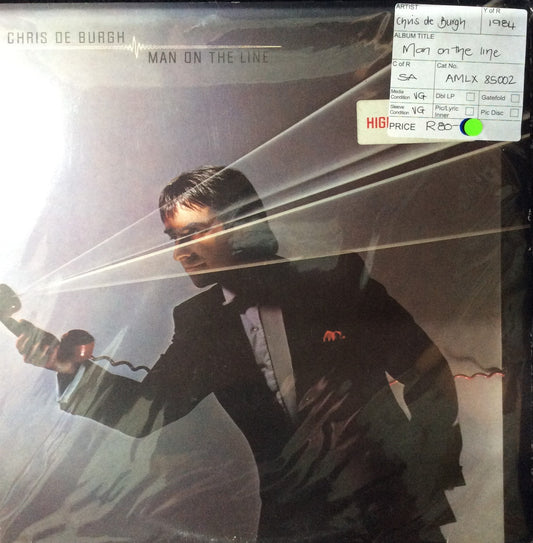 CHRIS DE BURGH
MAN ON THE LINE
ARTIST
Chris de Burgh
Y of R
1984
ALBUM TITLE
Man on the line
C of R
SA
Cat No.
AMLX 85002
Media Condition VG
Dbl LP
Gatefold
Sleeve Condition VG
Pic/Lyric Inner
Pic Disc
HIG
PRICE R80-